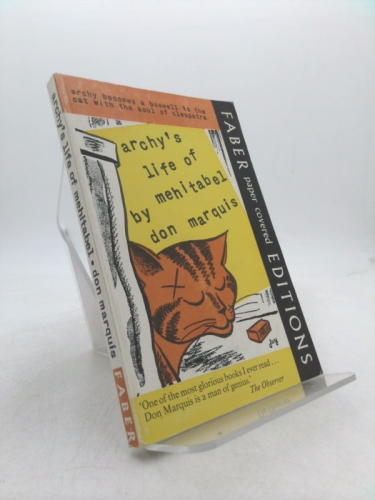 archy becomes a boswell to the
cat with the soul of cleopatra
archy's
life of
mehitabel
by
don marquis
FABER paper covered EDITIONS
'One of the most glorious books I ever read ...
Don Marquis is a man of genius.'
The Observer
archy's life of mehitabel • don marquis
FABER